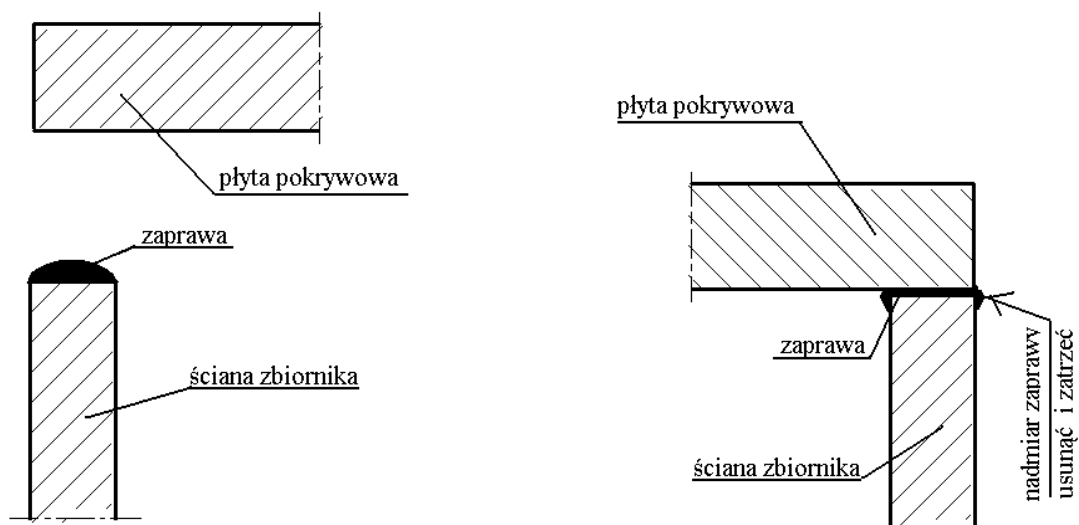 płyta pokrywowa
zaprawa
ściana zbiornika
płyta pokrywowa
zaprawa
ściana zbiornika
nadmiar zaprawy
usunąć i zatrzeć